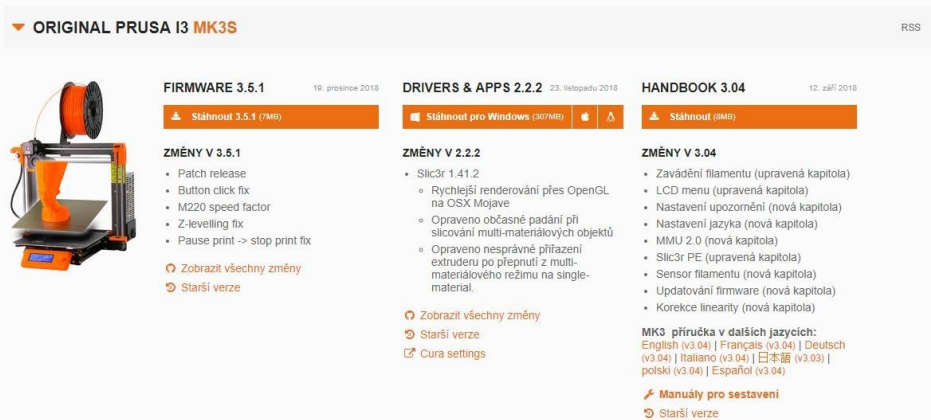 ORIGINAL PRUSA I3 MK3S
RSS
FIRMWARE 3.5.1
19. prosince 2018
Stáhnout 3.5.1 (7MB)
ZMĚNY V 3.5.1
Patch release
Button click fix
M220 speed factor
Z-levelling fix
Pause print -> stop print fix
Zobrazit všechny změny
Starší verze
DRIVERS & APPS 2.2.2
23. listopadu 2018
Stáhnout pro Windows (307MB)
ZMĚNY V 2.2.2
Slic3r 1.41.2
Rychlejší renderování přes OpenGL
na OSX Mojave
Opraveno občasné padání při
slicování multi-materiálových objektů
Opraveno nesprávné přiřazení
extruderu po přepnutí z multi-
materiálového režimu na single-
material.
Zobrazit všechny změny
Starší verze
Cura settings
HANDBOOK 3.04
12. září 2018
Stáhnout (8MB)
ZMĚNY V 3.04
Zavádění filamentu (upravená kapitola)
LCD menu (upravená kapitola)
Nastavení upozornění (nová kapitola)
Nastavení jazyka (nová kapitola)
MMU 2.0 (nová kapitola)
Slic3r PE (upravená kapitola)
Sensor filamentu (nová kapitola)
Updatování firmware (nová kapitola)
Korekce linearity (nová kapitola)
MK3 příručka v dalších jazycích:
English (v3.04) | Français (v3.04) | Deutsch
(v3.04) | Italiano (v3.04) | 日本語 (v3.03) |
polski (v3.04) | Español (v3.04)
Manuály pro sestavení
Starší verze